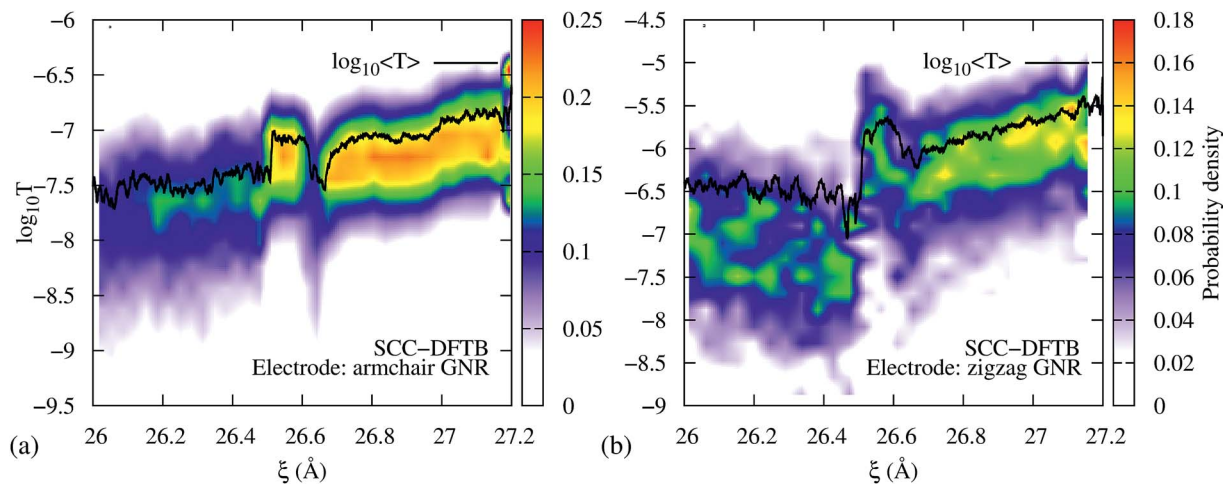 −6
−6.5
−7
−7.5
−8
−8.5
−9
−9.5
log₁₀T
log₁₀<T>
SCC−DFTB
Electrode: armchair GNR
26 26.2 26.4 26.6 26.8 27 27.2
ξ (Å)
(a)
0.25
0.2
0.15
0.1
0.05
0
−4.5
−5
−5.5
−6
−6.5
−7
−7.5
−8
−8.5
−9
log₁₀<T>
SCC−DFTB
Electrode: zigzag GNR
26 26.2 26.4 26.6 26.8 27 27.2
ξ (Å)
(b)
0.18
0.16
0.14
0.12
0.1
0.08
0.06
0.04
0.02
0
Probability density